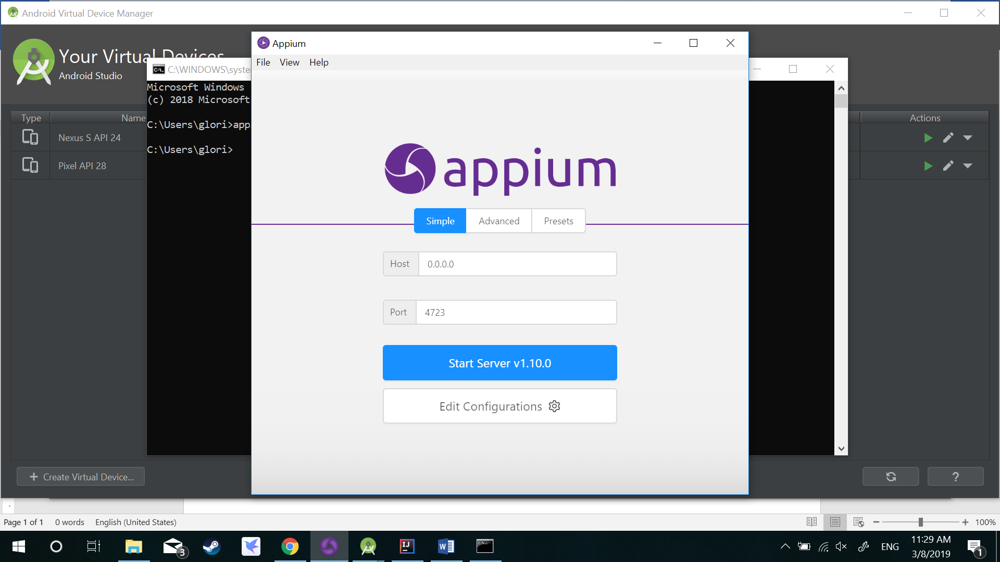 Android Virtual Device Manager
Your Virtual Devices
Android Studio
Type
Name
Actions
Nexus S API 24
Pixel API 28
Create Virtual Device...
?
C:\WINDOWS\syste
Microsoft Windows
(c) 2018 Microsoft
C:\Users\glori>app
C:\Users\glori>
Appium
File View Help
appium
Simple Advanced Presets
Host 0.0.0.0
Port 4723
Start Server v1.10.0
Edit Configurations
Page 1 of 1 0 words English (United States)
100%
3
ENG
11:29 AM
3/8/2019
1